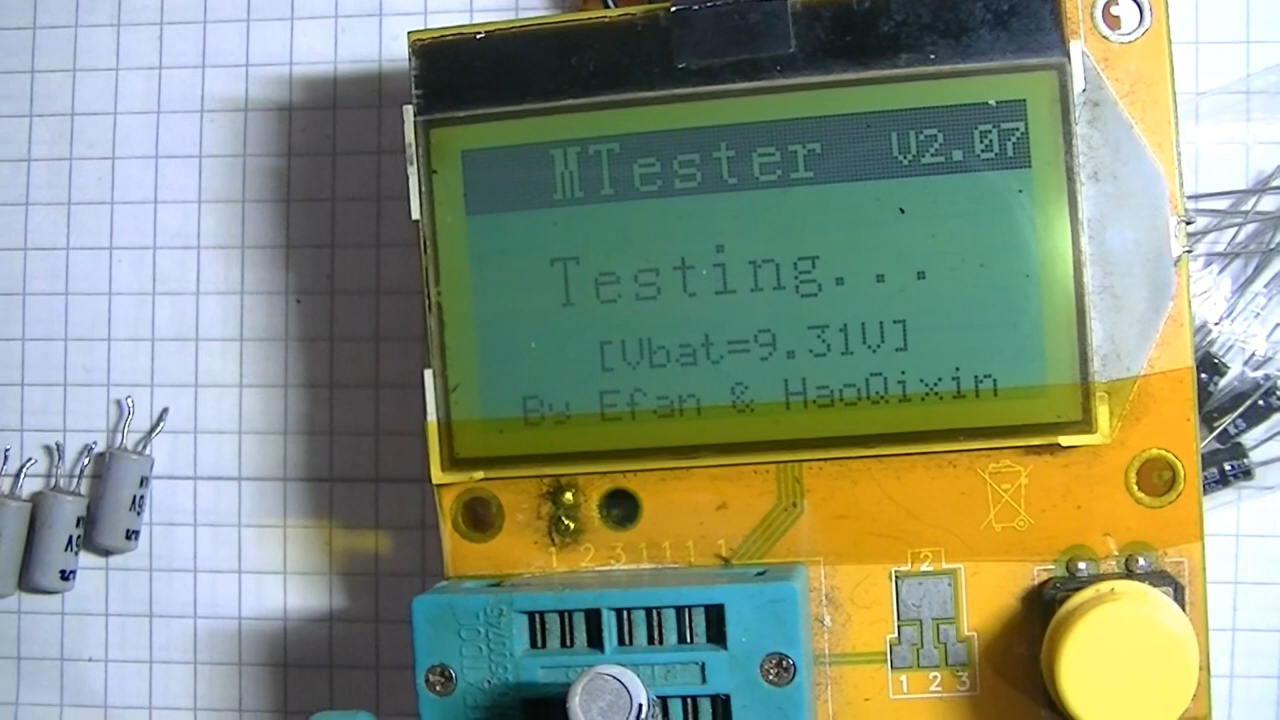 MTester V2.07
Testing...
[Vbat=9.31V]
By Efan & HaoQixin
1 2 3 1 1 1 1
2
1 2 3